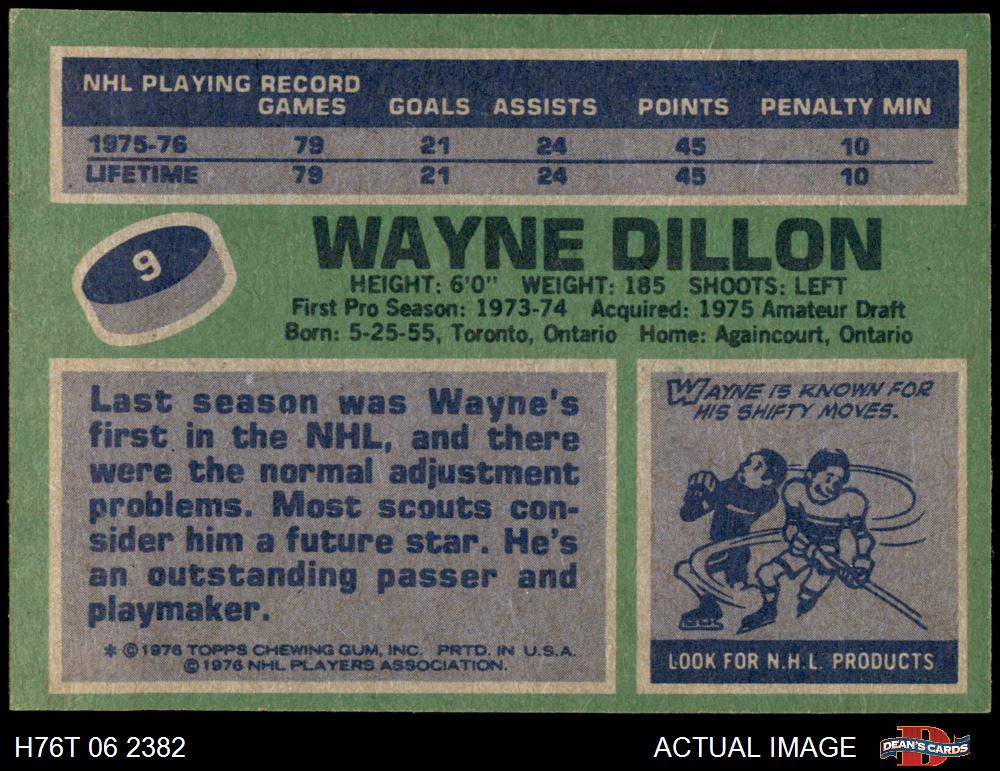 NHL PLAYING RECORD
GAMES GOALS ASSISTS POINTS PENALTY MIN
1975-76 79 21 24 45 10
LIFETIME 79 21 24 45 10
9
WAYNE DILLON
HEIGHT: 6'0" WEIGHT: 185 SHOOTS: LEFT
First Pro Season: 1973-74 Acquired: 1975 Amateur Draft
Born: 5-25-55, Toronto, Ontario Home: Againcourt, Ontario
Last season was Wayne's
first in the NHL, and there
were the normal adjustment
problems. Most scouts con-
sider him a future star. He's
an outstanding passer and
playmaker.
* © 1976 TOPPS CHEWING GUM, INC. PRTD. IN U.S.A.
© 1976 NHL PLAYERS ASSOCIATION.
WAYNE IS KNOWN FOR
HIS SHIFTY MOVES.
LOOK FOR N.H.L. PRODUCTS
H76T 06 2382 ACTUAL IMAGE DEAN'S CARDS